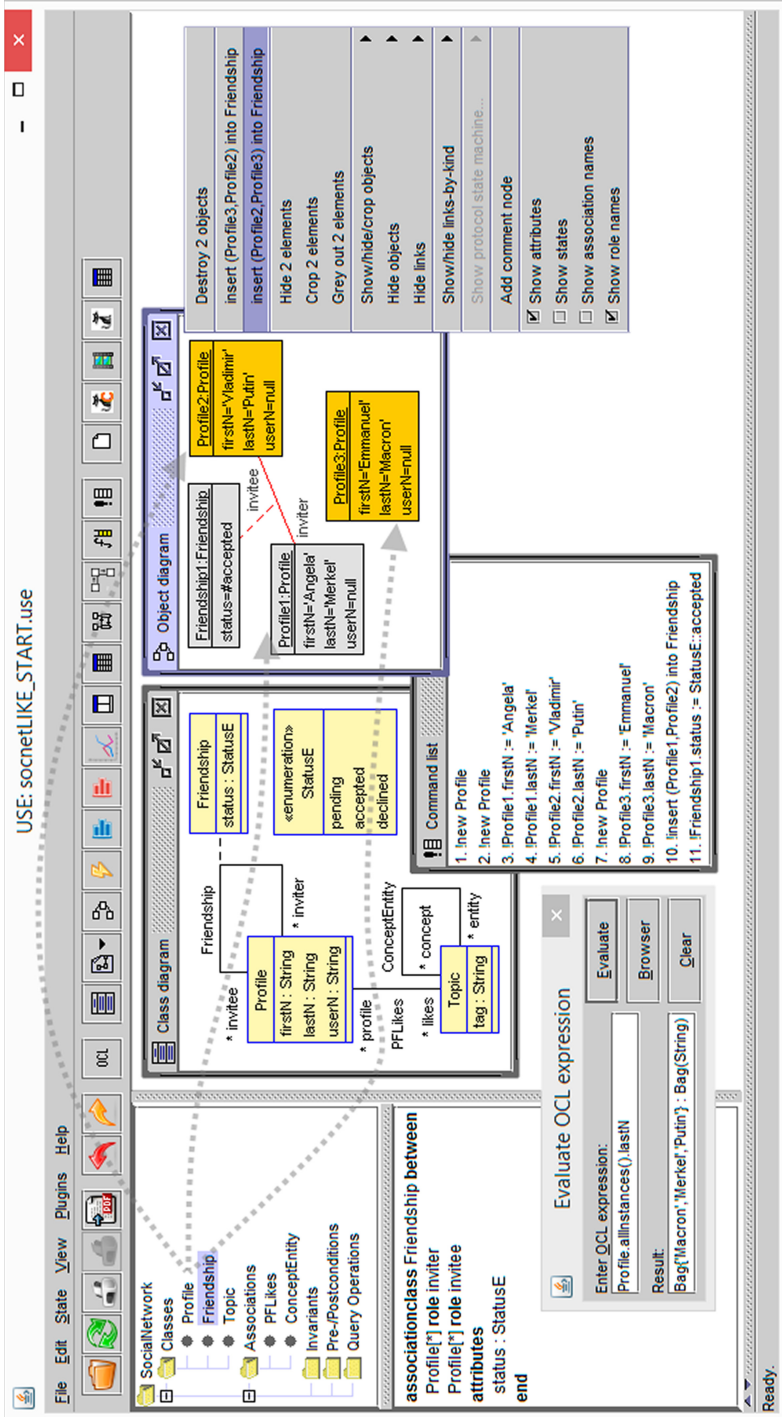 USE: socnetLIKE_START.use
File Edit State View Plugins Help
OCL
SocialNetwork
Classes
Profile
Friendship
Topic
Associations
PFLikes
ConceptEntity
Invariants
Pre-/Postconditions
Query Operations
associationclass Friendship between
Profile[*] role inviter
Profile[*] role invitee
attributes
status : StatusE
end
Class diagram
Friendship
* invitee
* inviter
Profile
firstN : String
lastN : String
userN : String
Friendship
status : StatusE
«enumeration»
StatusE
pending
accepted
declined
* profile
PFLikes
* likes
ConceptEntity
* concept
* entity
Topic
tag : String
Object diagram
Friendship1:Friendship
status=#accepted
Profile2:Profile
firstN='Vladimir'
lastN='Putin'
userN=null
invitee
inviter
Profile1:Profile
firstN='Angela'
lastN='Merkel'
userN=null
Profile3:Profile
firstN='Emmanuel'
lastN='Macron'
userN=null
Destroy 2 objects
insert (Profile3,Profile2) into Friendship
insert (Profile2,Profile3) into Friendship
Hide 2 elements
Crop 2 elements
Grey out 2 elements
Show/hide/crop objects
Hide objects
Hide links
Show/hide links-by-kind
Show protocol state machine...
Add comment node
Show attributes
Show states
Show association names
Show role names
Command list
1. !new Profile
2. !new Profile
3. !Profile1.firstN := 'Angela'
4. !Profile1.lastN := 'Merkel'
5. !Profile2.firstN := 'Vladimir'
6. !Profile2.lastN := 'Putin'
7. !new Profile
8. !Profile3.firstN := 'Emmanuel'
9. !Profile3.lastN := 'Macron'
10. !insert (Profile1,Profile2) into Friendship
11. !Friendship1.status := StatusE::accepted
Evaluate OCL expression
Enter OCL expression:
Profile.allInstances().lastN
Evaluate
Browser
Clear
Result:
Bag{'Macron','Merkel','Putin'} : Bag(String)
Ready.
PDF